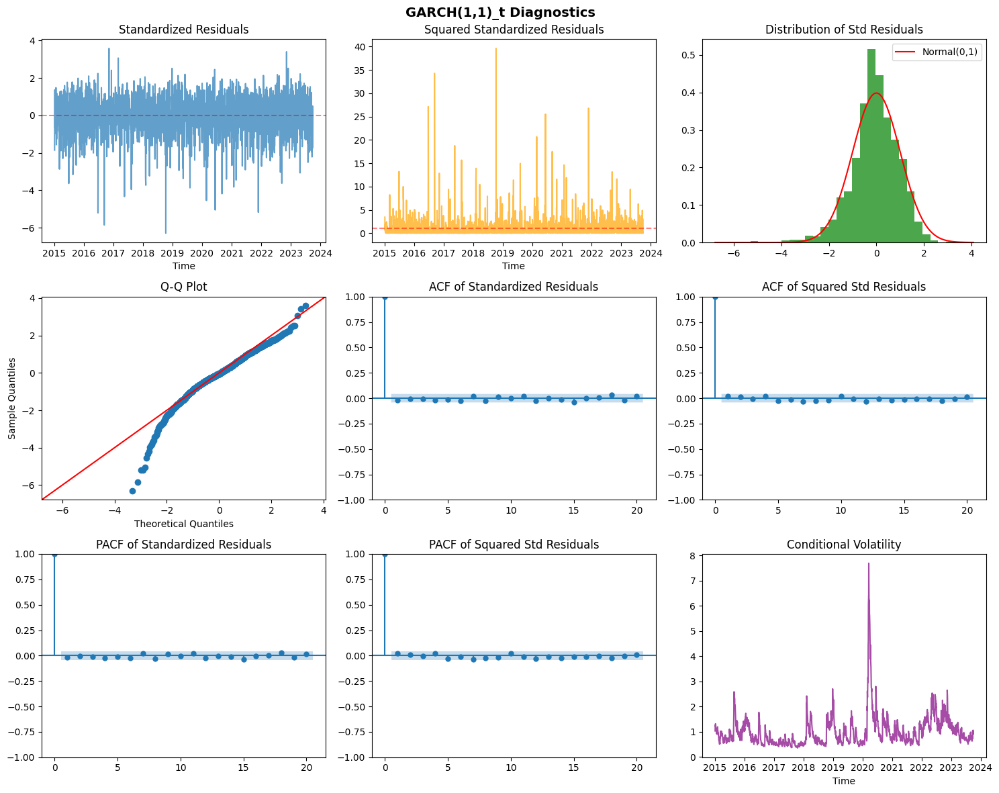 GARCH(1,1)_t Diagnostics
Standardized Residuals
4
2
0
−2
−4
−6
2015 2016 2017 2018 2019 2020 2021 2022 2023 2024
Time
Squared Standardized Residuals
40
35
30
25
20
15
10
5
0
2015 2016 2017 2018 2019 2020 2021 2022 2023 2024
Time
Distribution of Std Residuals
Normal(0,1)
0.5
0.4
0.3
0.2
0.1
0.0
−6 −4 −2 0 2 4
Q-Q Plot
Sample Quantiles
4
2
0
−2
−4
−6
−6 −4 −2 0 2 4
Theoretical Quantiles
ACF of Standardized Residuals
1.00
0.75
0.50
0.25
0.00
−0.25
−0.50
−0.75
−1.00
0 5 10 15 20
ACF of Squared Std Residuals
1.00
0.75
0.50
0.25
0.00
−0.25
−0.50
−0.75
−1.00
0 5 10 15 20
PACF of Standardized Residuals
1.00
0.75
0.50
0.25
0.00
−0.25
−0.50
−0.75
−1.00
0 5 10 15 20
PACF of Squared Std Residuals
1.00
0.75
0.50
0.25
0.00
−0.25
−0.50
−0.75
−1.00
0 5 10 15 20
Conditional Volatility
8
7
6
5
4
3
2
1
0
2015 2016 2017 2018 2019 2020 2021 2022 2023 2024
Time